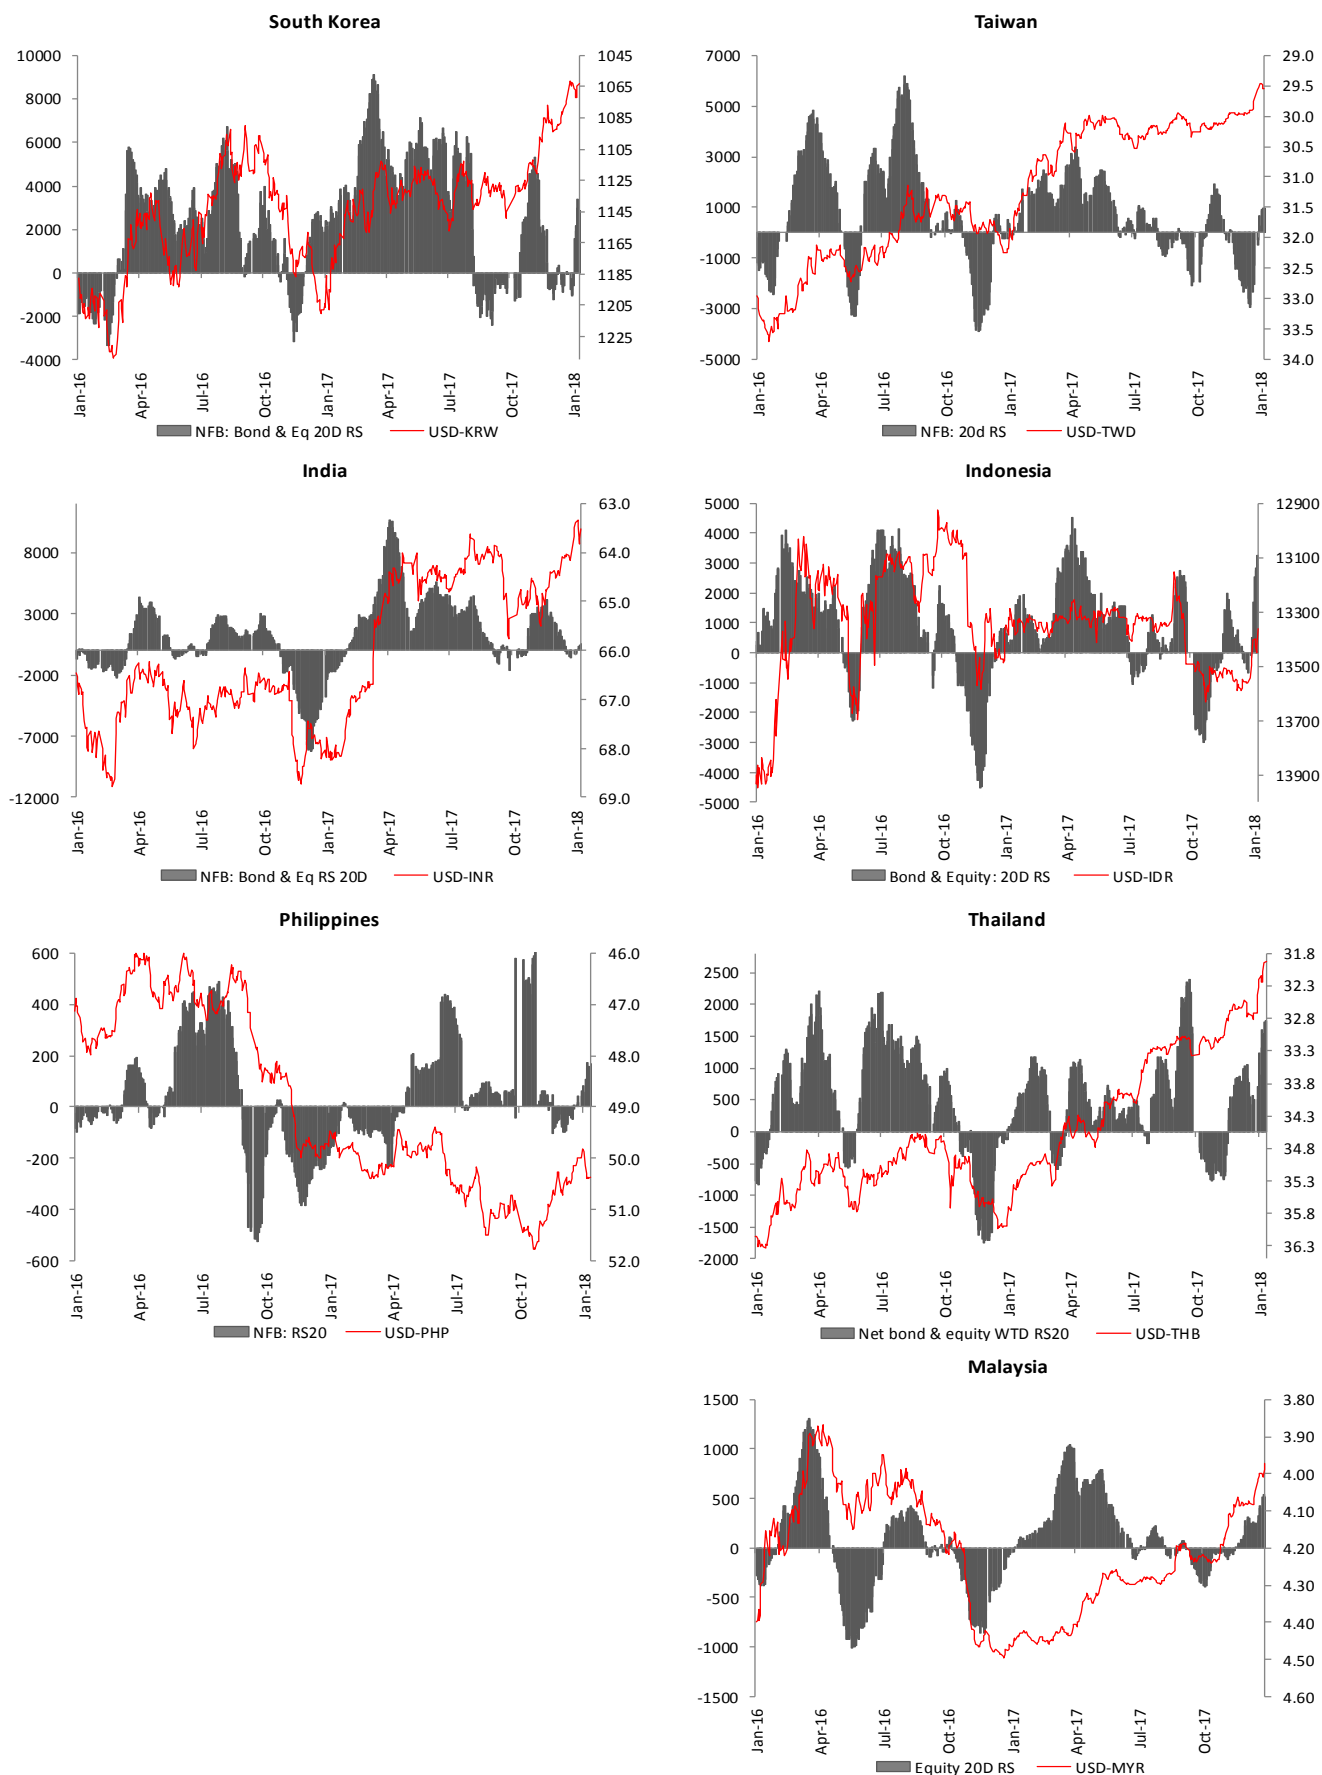 South Korea
10000
8000
6000
4000
2000
0
-2000
-4000
1045
1065
1085
1105
1125
1145
1165
1185
1205
1225
Jan-16
Apr-16
Jul-16
Oct-16
Jan-17
Apr-17
Jul-17
Oct-17
Jan-18
NFB: Bond & Eq 20D RS
USD-KRW
Taiwan
7000
5000
3000
1000
-1000
-3000
-5000
29.0
29.5
30.0
30.5
31.0
31.5
32.0
32.5
33.0
33.5
34.0
Jan-16
Apr-16
Jul-16
Oct-16
Jan-17
Apr-17
Jul-17
Oct-17
Jan-18
NFB: 20d RS
USD-TWD
India
8000
3000
-2000
-7000
-12000
63.0
64.0
65.0
66.0
67.0
68.0
69.0
Jan-16
Apr-16
Jul-16
Oct-16
Jan-17
Apr-17
Jul-17
Oct-17
Jan-18
NFB: Bond & Eq RS 20D
USD-INR
Indonesia
5000
4000
3000
2000
1000
0
-1000
-2000
-3000
-4000
-5000
12900
13100
13300
13500
13700
13900
Jan-16
Apr-16
Jul-16
Oct-16
Jan-17
Apr-17
Jul-17
Oct-17
Jan-18
Bond & Equity: 20D RS
USD-IDR
Philippines
600
400
200
0
-200
-400
-600
46.0
47.0
48.0
49.0
50.0
51.0
52.0
Jan-16
Apr-16
Jul-16
Oct-16
Jan-17
Apr-17
Jul-17
Oct-17
Jan-18
NFB: RS20
USD-PHP
Thailand
2500
2000
1500
1000
500
0
-500
-1000
-1500
-2000
31.8
32.3
32.8
33.3
33.8
34.3
34.8
35.3
35.8
36.3
Jan-16
Apr-16
Jul-16
Oct-16
Jan-17
Apr-17
Jul-17
Oct-17
Jan-18
Net bond & equity WTD RS20
USD-THB
Malaysia
1500
1000
500
0
-500
-1000
-1500
3.80
3.90
4.00
4.10
4.20
4.30
4.40
4.50
4.60
Jan-16
Apr-16
Jul-16
Oct-16
Jan-17
Apr-17
Jul-17
Oct-17
Equity 20D RS
USD-MYR